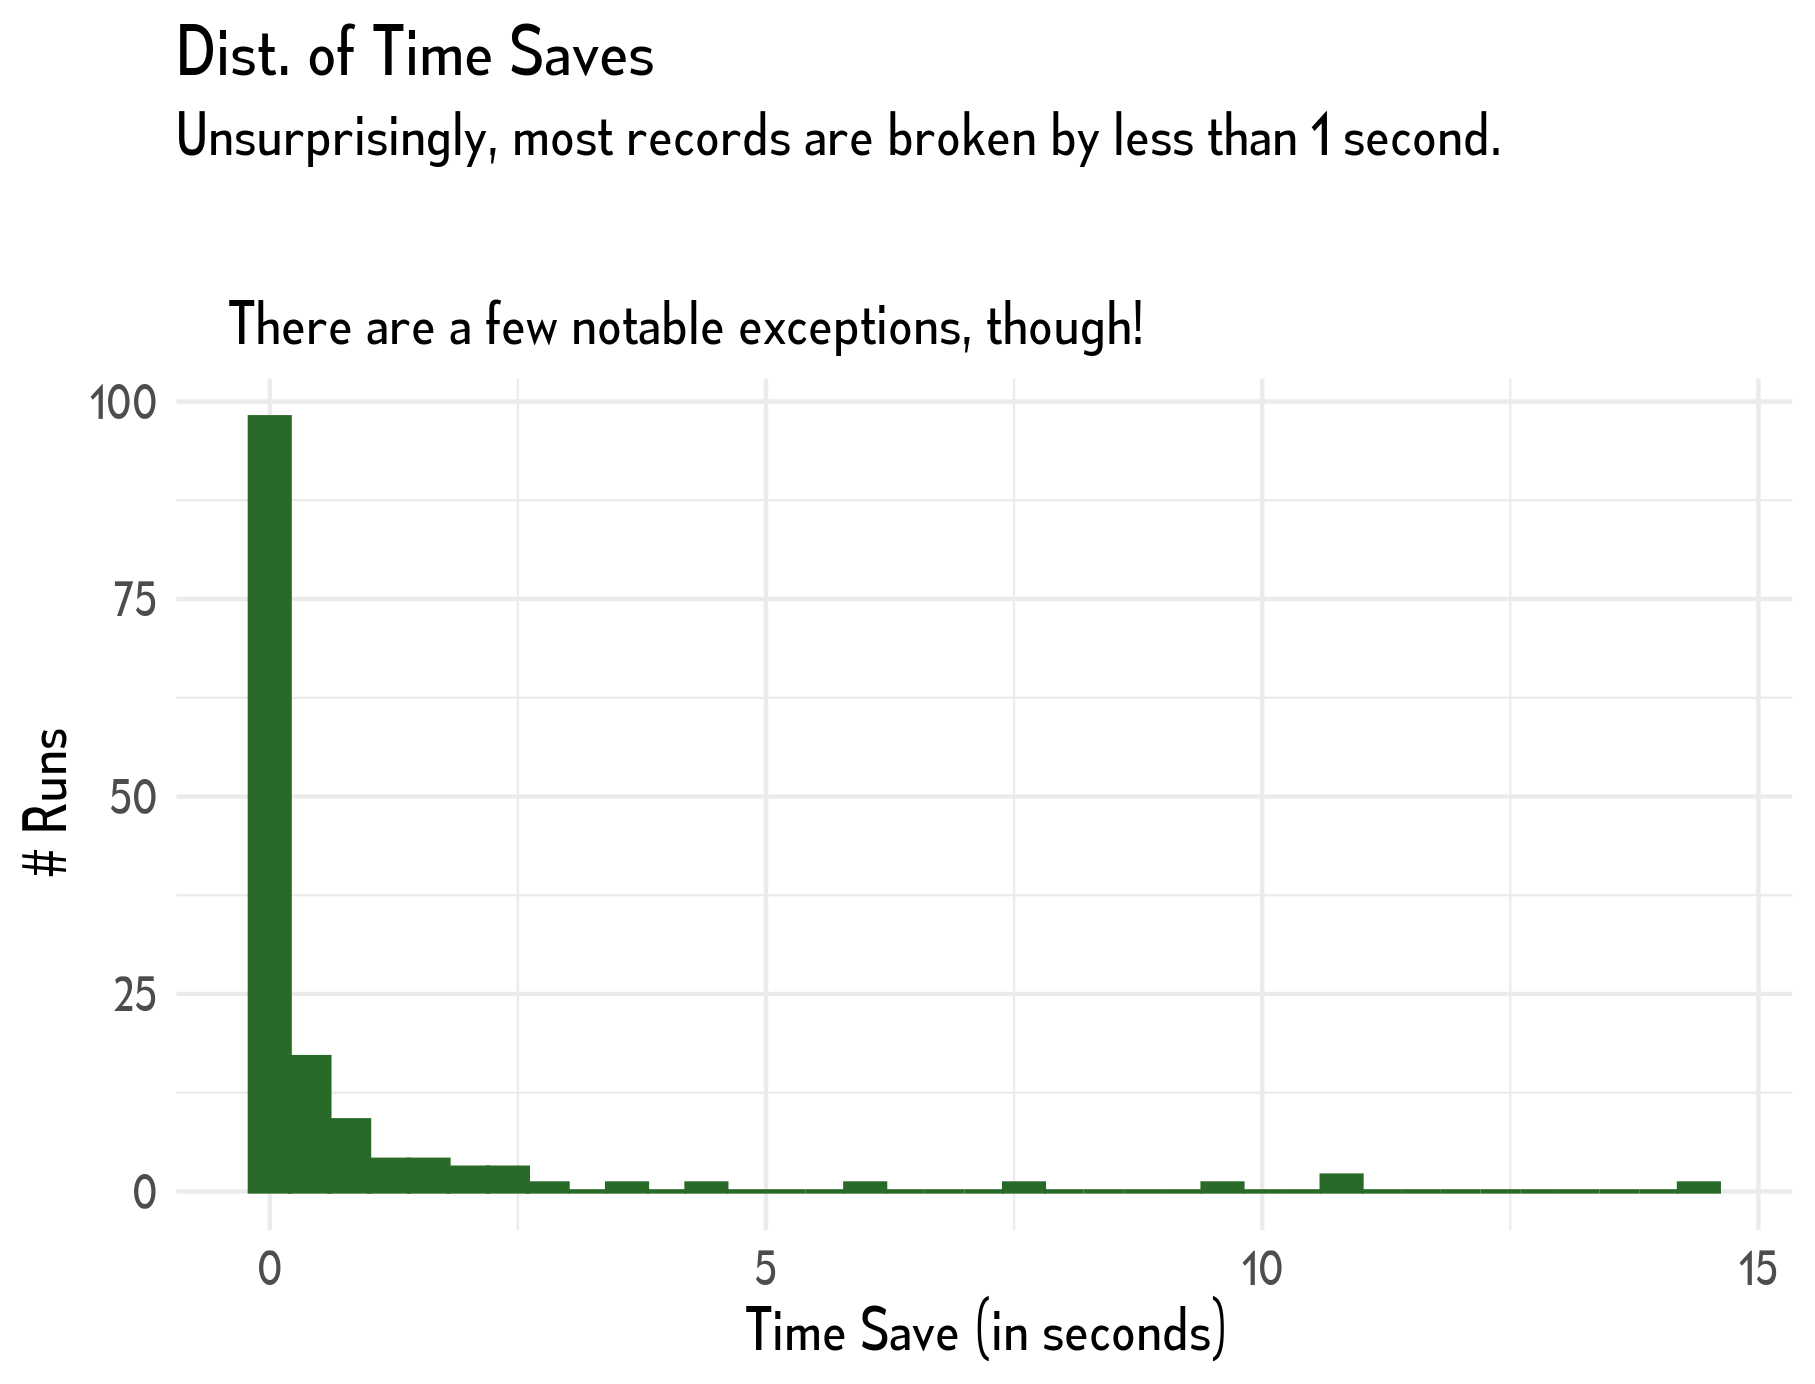 Dist. of Time Saves
Unsurprisingly, most records are broken by less than 1 second.
There are a few notable exceptions, though!
100
75
50
25
0
# Runs
0 5 10 15
Time Save (in seconds)